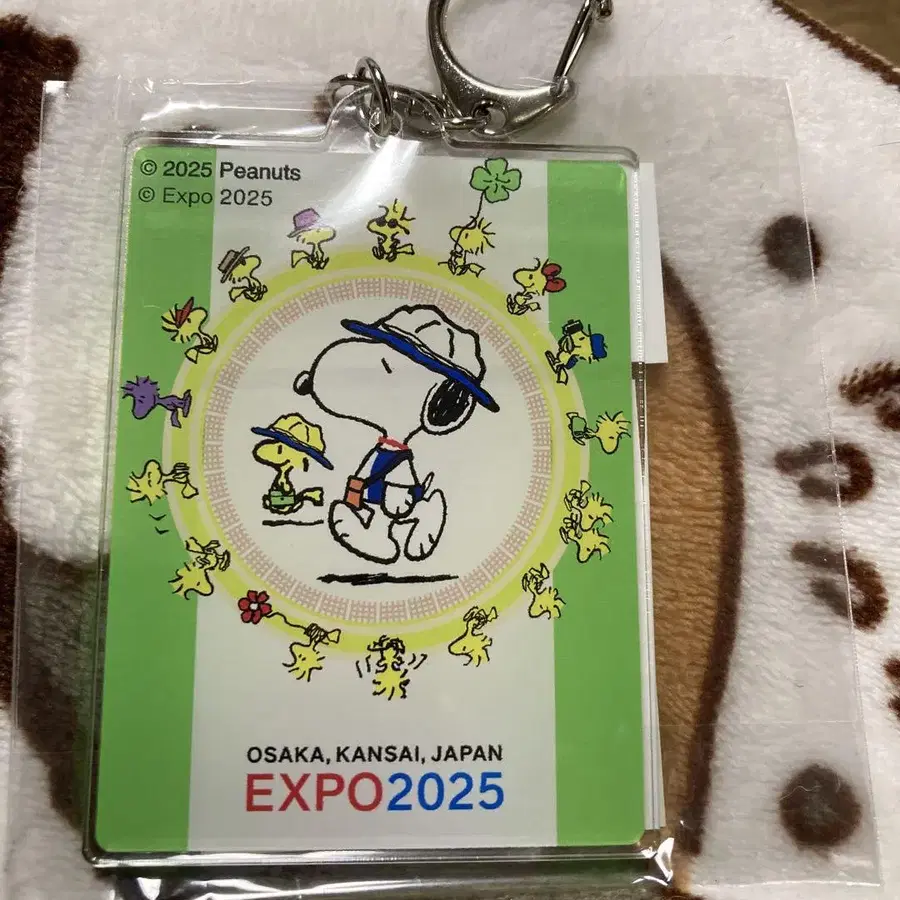 © 2025 Peanuts
© Expo 2025
OSAKA, KANSAI, JAPAN
EXPO2025